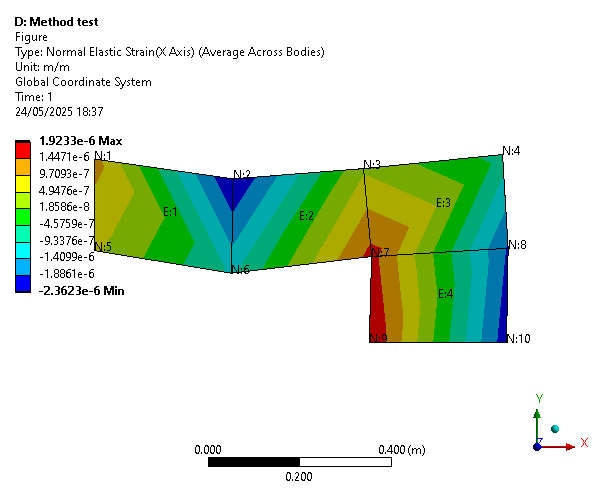 D: Method test
Figure
Type: Normal Elastic Strain(X Axis) (Average Across Bodies)
Unit: m/m
Global Coordinate System
Time: 1
24/05/2025 18:37
1.9233e-6 Max
1.4471e-6
9.7093e-7
4.9476e-7
1.8586e-8
-4.5759e-7
-9.3376e-7
-1.4099e-6
-1.8861e-6
-2.3623e-6 Min
N:1
N:2
N:3
N:4
E:1
E:2
E:3
N:5
N:6
N:7
N:8
E:4
N:9
N:10
0.000
0.400 (m)
0.200
Y
Z
X